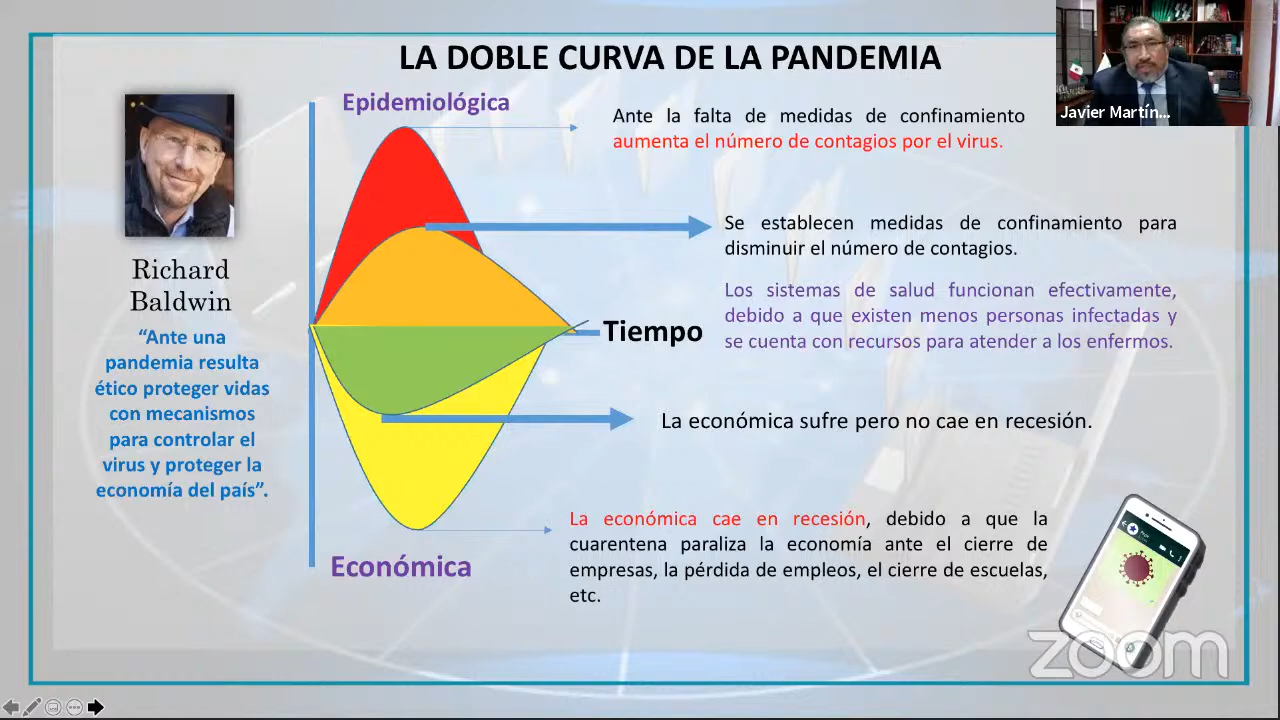 LA DOBLE CURVA DE LA PANDEMIA
Javier Martín...
Epidemiológica
Ante la falta de medidas de confinamiento
aumenta el número de contagios por el virus.
Se establecen medidas de confinamiento para
disminuir el número de contagios.
Richard
Baldwin
Los sistemas de salud funcionan efectivamente,
debido a que existen menos personas infectadas y
se cuenta con recursos para atender a los enfermos.
Tiempo
“Ante una
pandemia resulta
ético proteger vidas
con mecanismos
para controlar el
virus y proteger la
economía del país”.
La económica sufre pero no cae en recesión.
La económica cae en recesión, debido a que la
cuarentena paraliza la economía ante el cierre de
empresas, la pérdida de empleos, el cierre de escuelas,
etc.
Económica
zoom